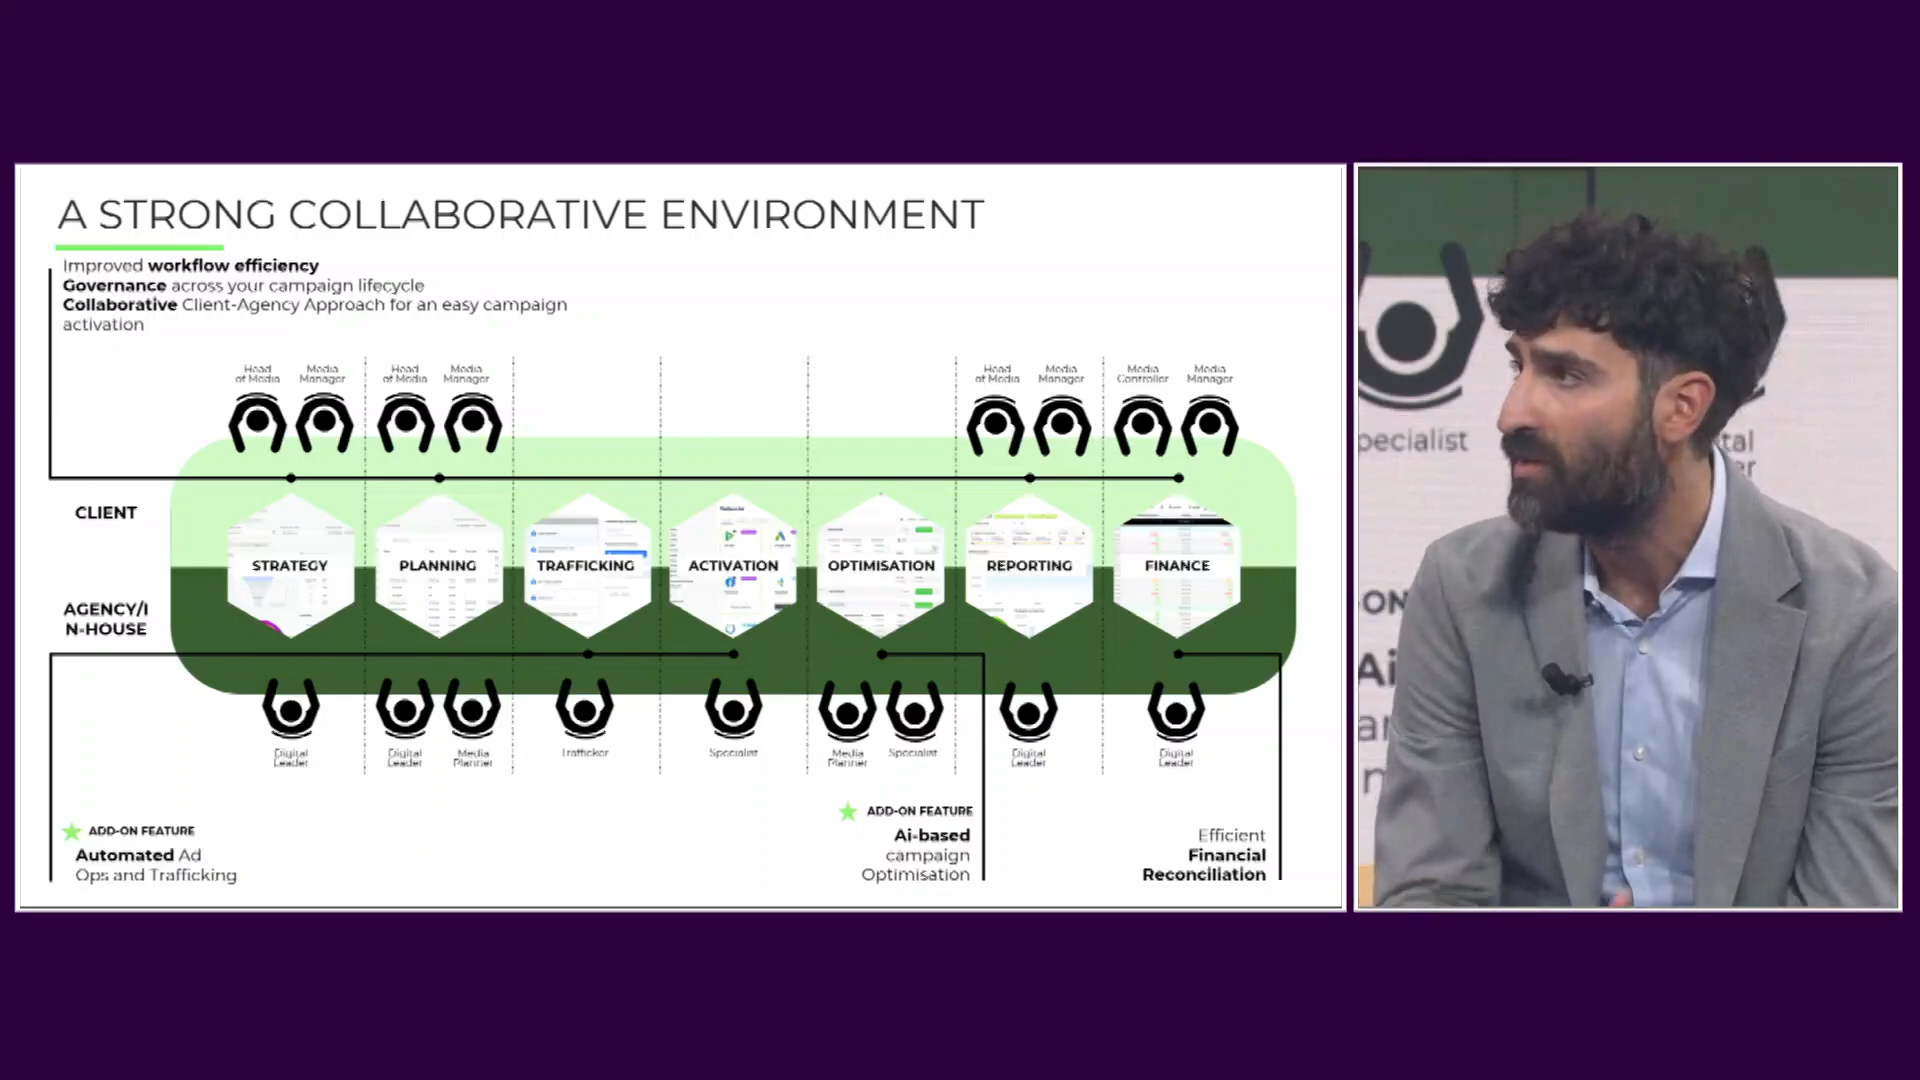 A STRONG COLLABORATIVE ENVIRONMENT
Improved workflow efficiency
Governance across your campaign lifecycle
Collaborative Client-Agency Approach for an easy campaign
activation
Head
of Media
Media
Manager
Head
of Media
Media
Manager
Head
of Media
Media
Manager
Media
Controller
Media
Manager
CLIENT
STRATEGY
PLANNING
TRAFFICKING
ACTIVATION
OPTIMISATION
REPORTING
FINANCE
AGENCY/I
N-HOUSE
Digital
Leader
Digital
Leader
Media
Planner
Trafficker
Specialist
Media
Planner
Specialist
Digital
Leader
Digital
Leader
ADD-ON FEATURE
Automated Ad
Ops and Trafficking
ADD-ON FEATURE
Ai-based
campaign
Optimisation
Efficient
Financial
Reconciliation
pecialist
tal
er
ON
Ai